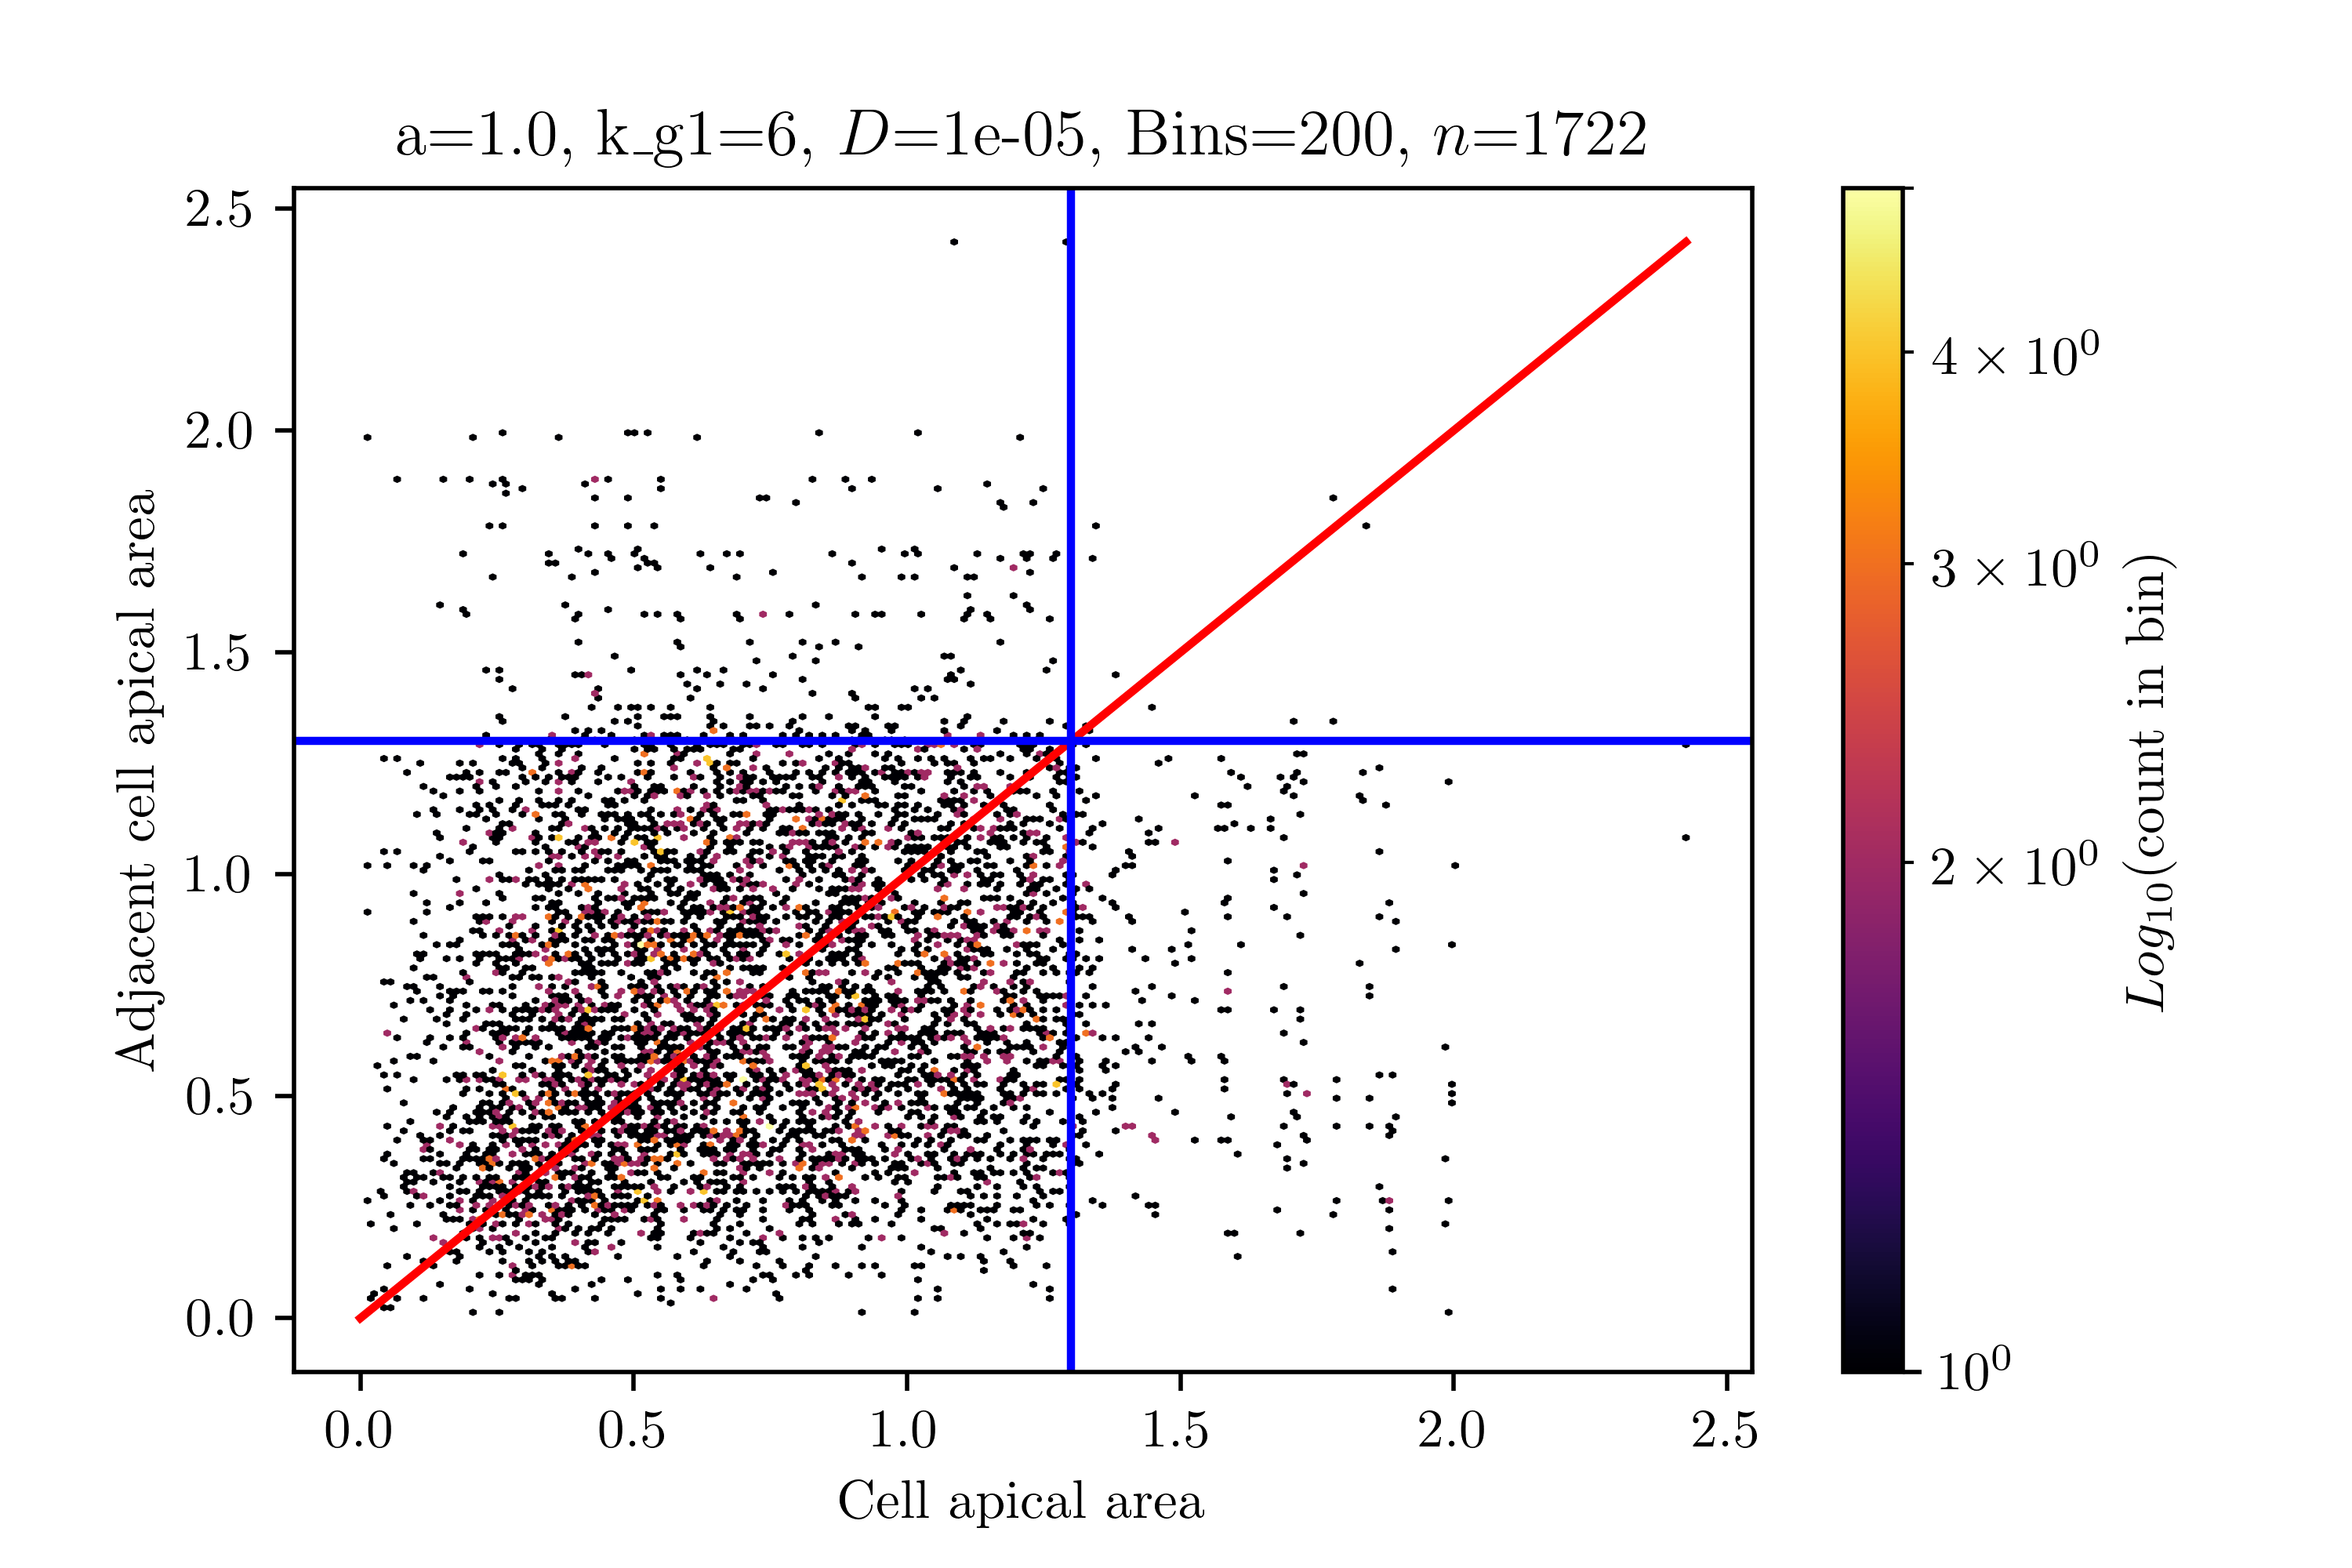 a=1.0, k_g1=6, D=1e-05, Bins=200, n=1722
2.5
2.0
1.5
1.0
0.5
0.0
Adjacent cell apical area
0.0 0.5 1.0 1.5 2.0 2.5
Cell apical area
4 × 10⁰
3 × 10⁰
2 × 10⁰
10⁰
Log₁₀(count in bin)